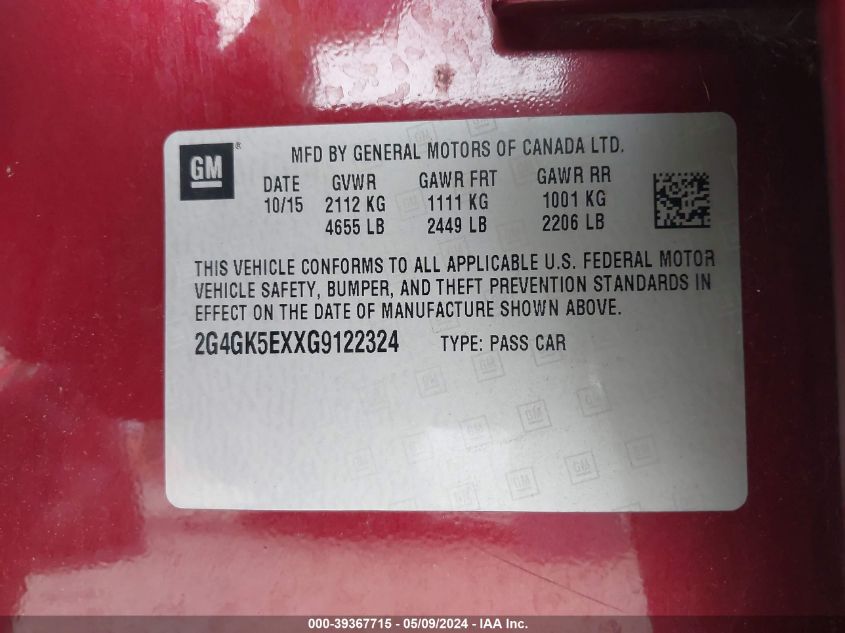 GM ®
MFD BY GENERAL MOTORS OF CANADA LTD.
DATE GVWR GAWR FRT GAWR RR
10/15 2112 KG 1111 KG 1001 KG
4655 LB 2449 LB 2206 LB
THIS VEHICLE CONFORMS TO ALL APPLICABLE U.S. FEDERAL MOTOR
VEHICLE SAFETY, BUMPER, AND THEFT PREVENTION STANDARDS IN
EFFECT ON THE DATE OF MANUFACTURE SHOWN ABOVE.
2G4GK5EXXG9122324 TYPE: PASS CAR
000-39367715 - 05/09/2024 - IAA Inc.